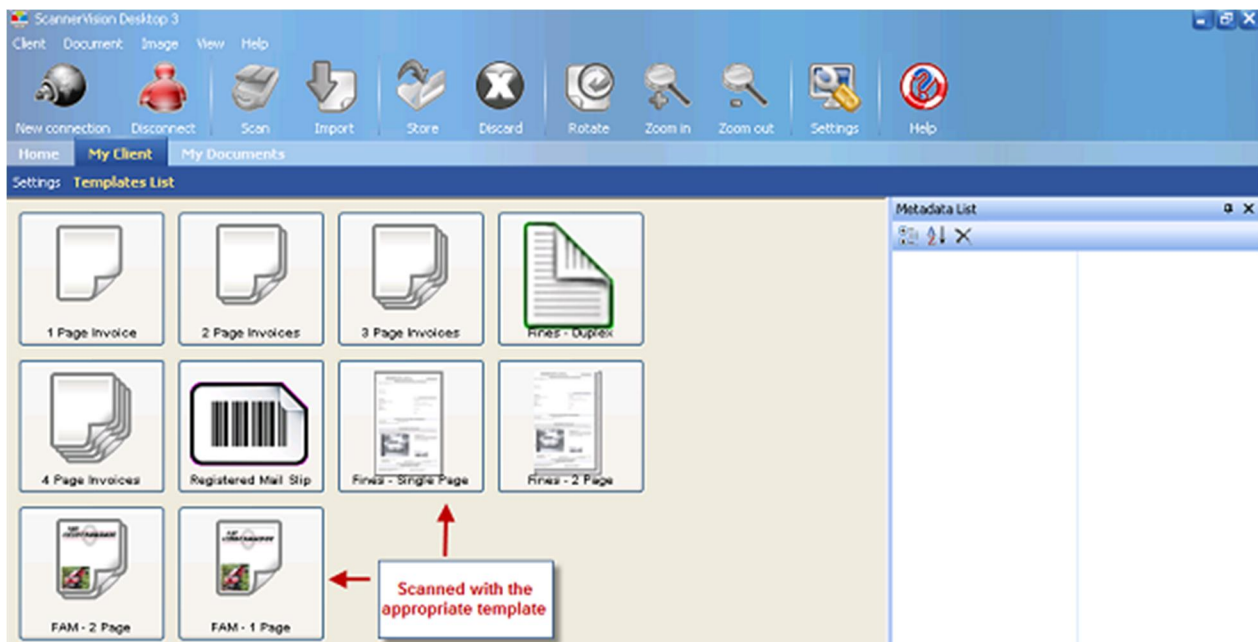 ScannerVision Desktop 3
Client Document Image View Help
New connection Disconnect Scan Import Store Discard Rotate Zoom in Zoom out Settings Help
Home My Client My Documents
Settings Templates List
Metadata List
1 Page Invoice 2 Page Invoices 3 Page Invoices Fines - Duplex
4 Page Invoices Registered Mail Slip Fines - Single Page Fines - 2 Page
Scanned with the
appropriate template
FAM - 2 Page FAM - 1 Page